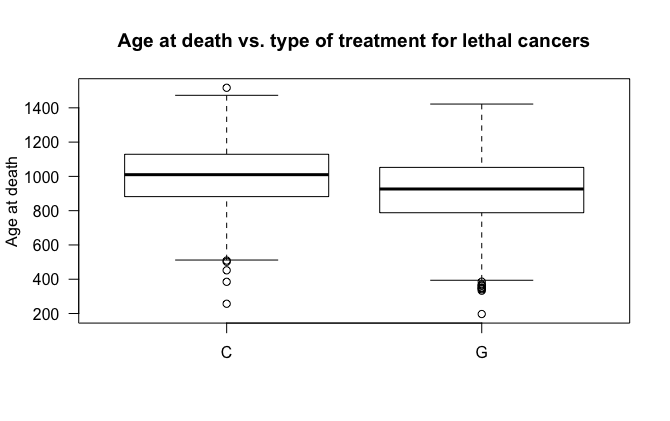 Age at death vs. type of treatment for lethal cancers
Age at death
1400
1200
1000
800
600
400
200
C G